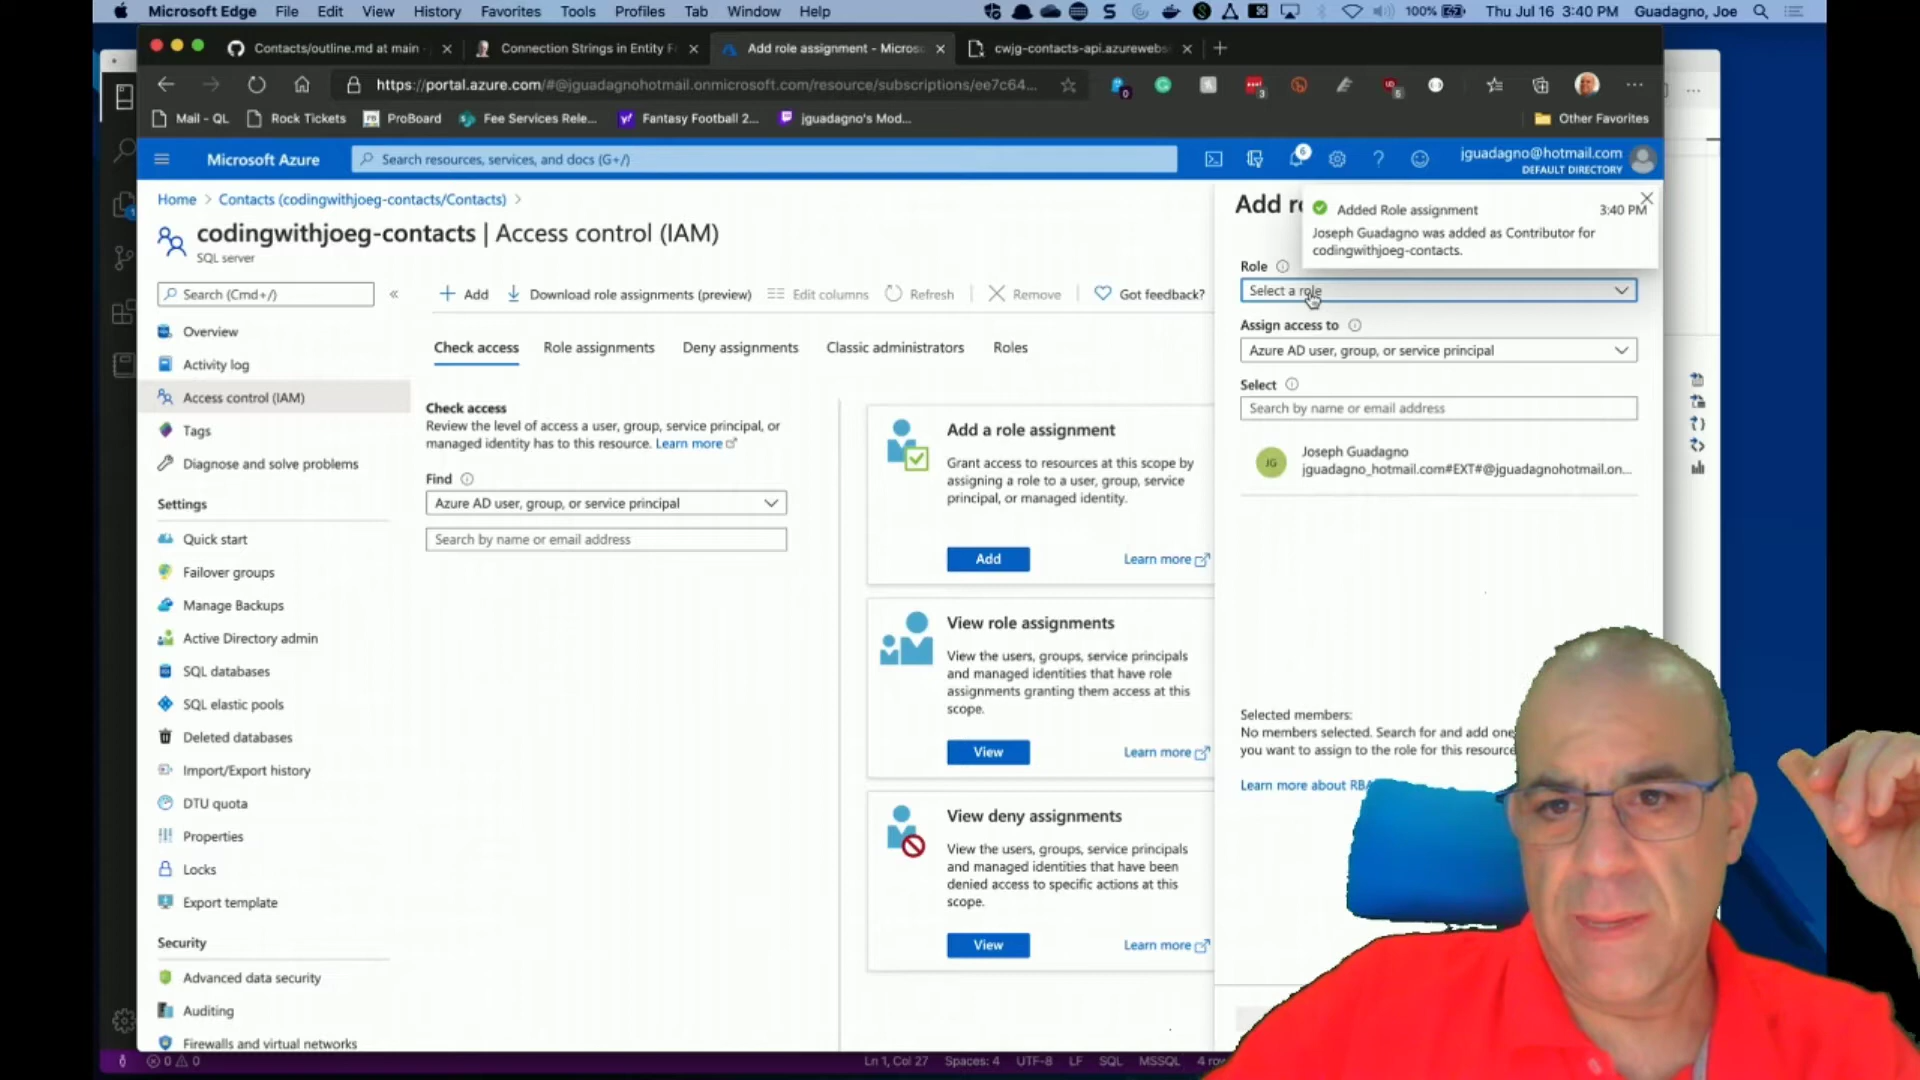 Microsoft Edge File Edit View History Favorites Tools Profiles Tab Window Help 100% Thu Jul 16 3:40 PM Guadagno, Joe
Contacts/outline.md at main
Connection Strings in Entity F
Add role assignment - Micros
cwjg-contacts-api.azurewebs
https://portal.azure.com/#@jguadagnohotmail.onmicrosoft.com/resource/subscriptions/ee7c64...
Mail - QL Rock Tickets ProBoard Fee Services Rele... Fantasy Football 2... jguadagno's Mod... Other Favorites
Microsoft Azure
Search resources, services, and docs (G+/)
6
jguadagno@hotmail.com
DEFAULT DIRECTORY
Home > Contacts (codingwithjoeg-contacts/Contacts) >
codingwithjoeg-contacts | Access control (IAM)
SQL server
Search (Cmd+/)
Overview
Activity log
Access control (IAM)
Tags
Diagnose and solve problems
Settings
Quick start
Failover groups
Manage Backups
Active Directory admin
SQL databases
SQL elastic pools
Deleted databases
Import/Export history
DTU quota
Properties
Locks
Export template
Security
Advanced data security
Auditing
Firewalls and virtual networks
Add Download role assignments (preview) Edit columns Refresh Remove Got feedback?
Check access Role assignments Deny assignments Classic administrators Roles
Check access
Review the level of access a user, group, service principal, or
managed identity has to this resource. Learn more
Find
Azure AD user, group, or service principal
Search by name or email address
Add a role assignment
Grant access to resources at this scope by
assigning a role to a user, group, service
principal, or managed identity.
Add Learn more
View role assignments
View the users, groups, service principals
and managed identities that have role
assignments granting them access at this
scope.
View Learn more
View deny assignments
View the users, groups, service principals
and managed identities that have been
denied access to specific actions at this
scope.
View Learn more
Add
Added Role assignment 3:40 PM
Joseph Guadagno was added as Contributor for
codingwithjoeg-contacts.
Role
Select a role
Assign access to
Azure AD user, group, or service principal
Select
Search by name or email address
JG
Joseph Guadagno
jguadagno_hotmail.com#EXT#@jguadagnohotmail.on...
Selected members:
No members selected. Search for and add one
you want to assign to the role for this resource
Learn more about RBA
0 0 Ln 1, Col 27 Spaces: 4 UTF-8 LF SQL MSSQL 4 row